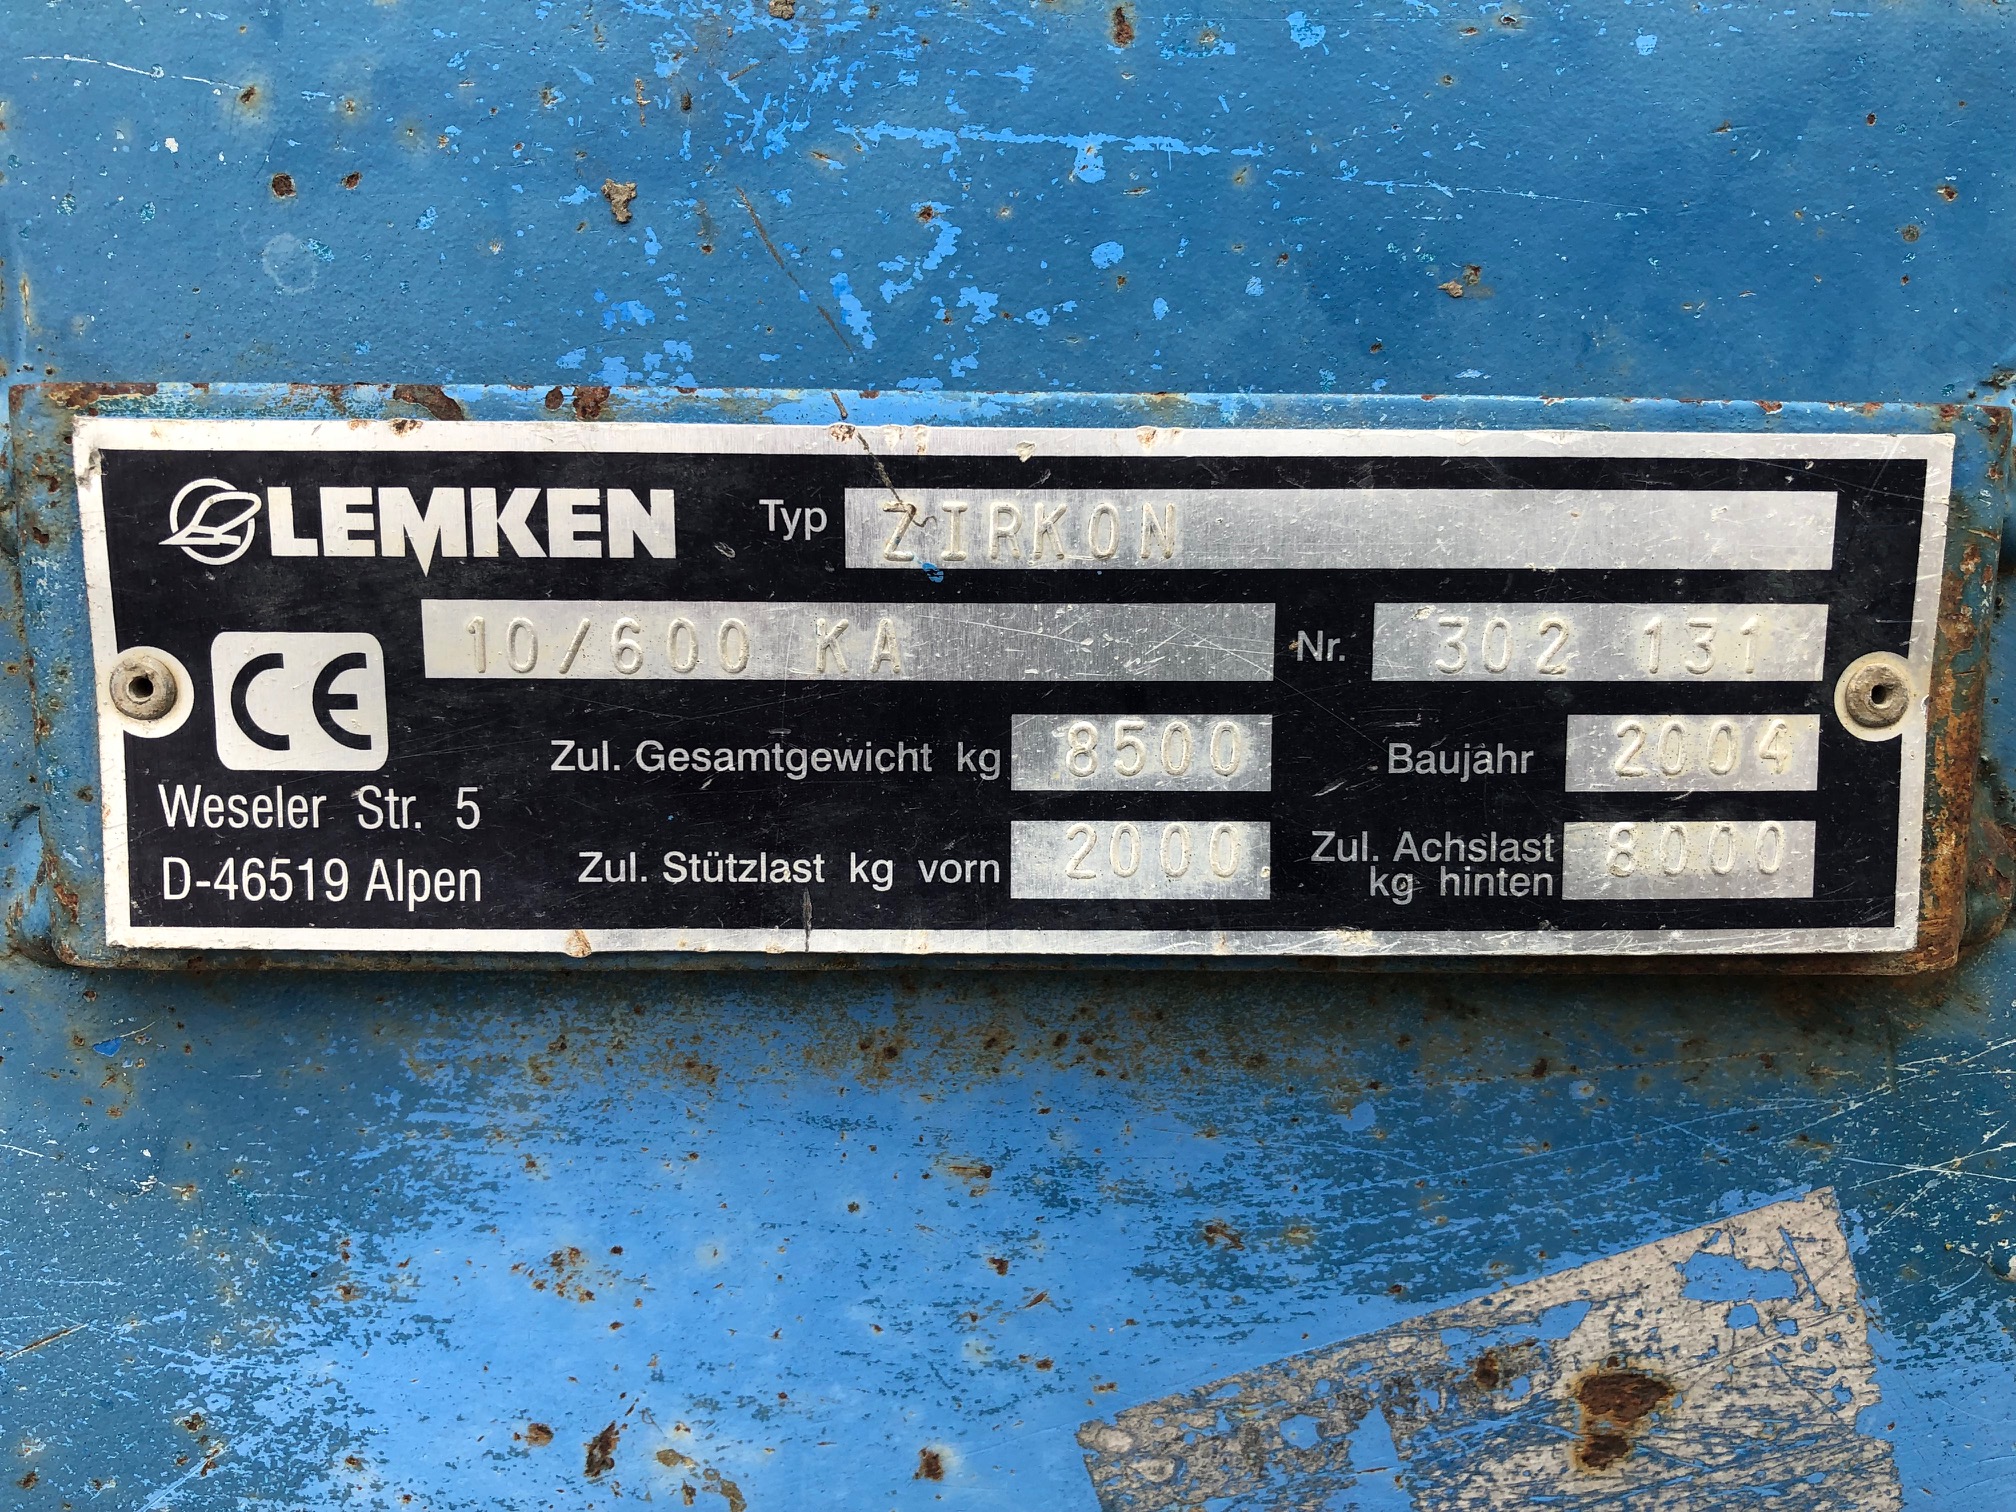 LEMKEN Typ ZIRKON
10/600 KA Nr. 302 131
CE
Zul. Gesamtgewicht kg 8500 Baujahr 2004
Weseler Str. 5
D-46519 Alpen
Zul. Stützlast kg vorn 2000 Zul. Achslast
kg hinten 8000